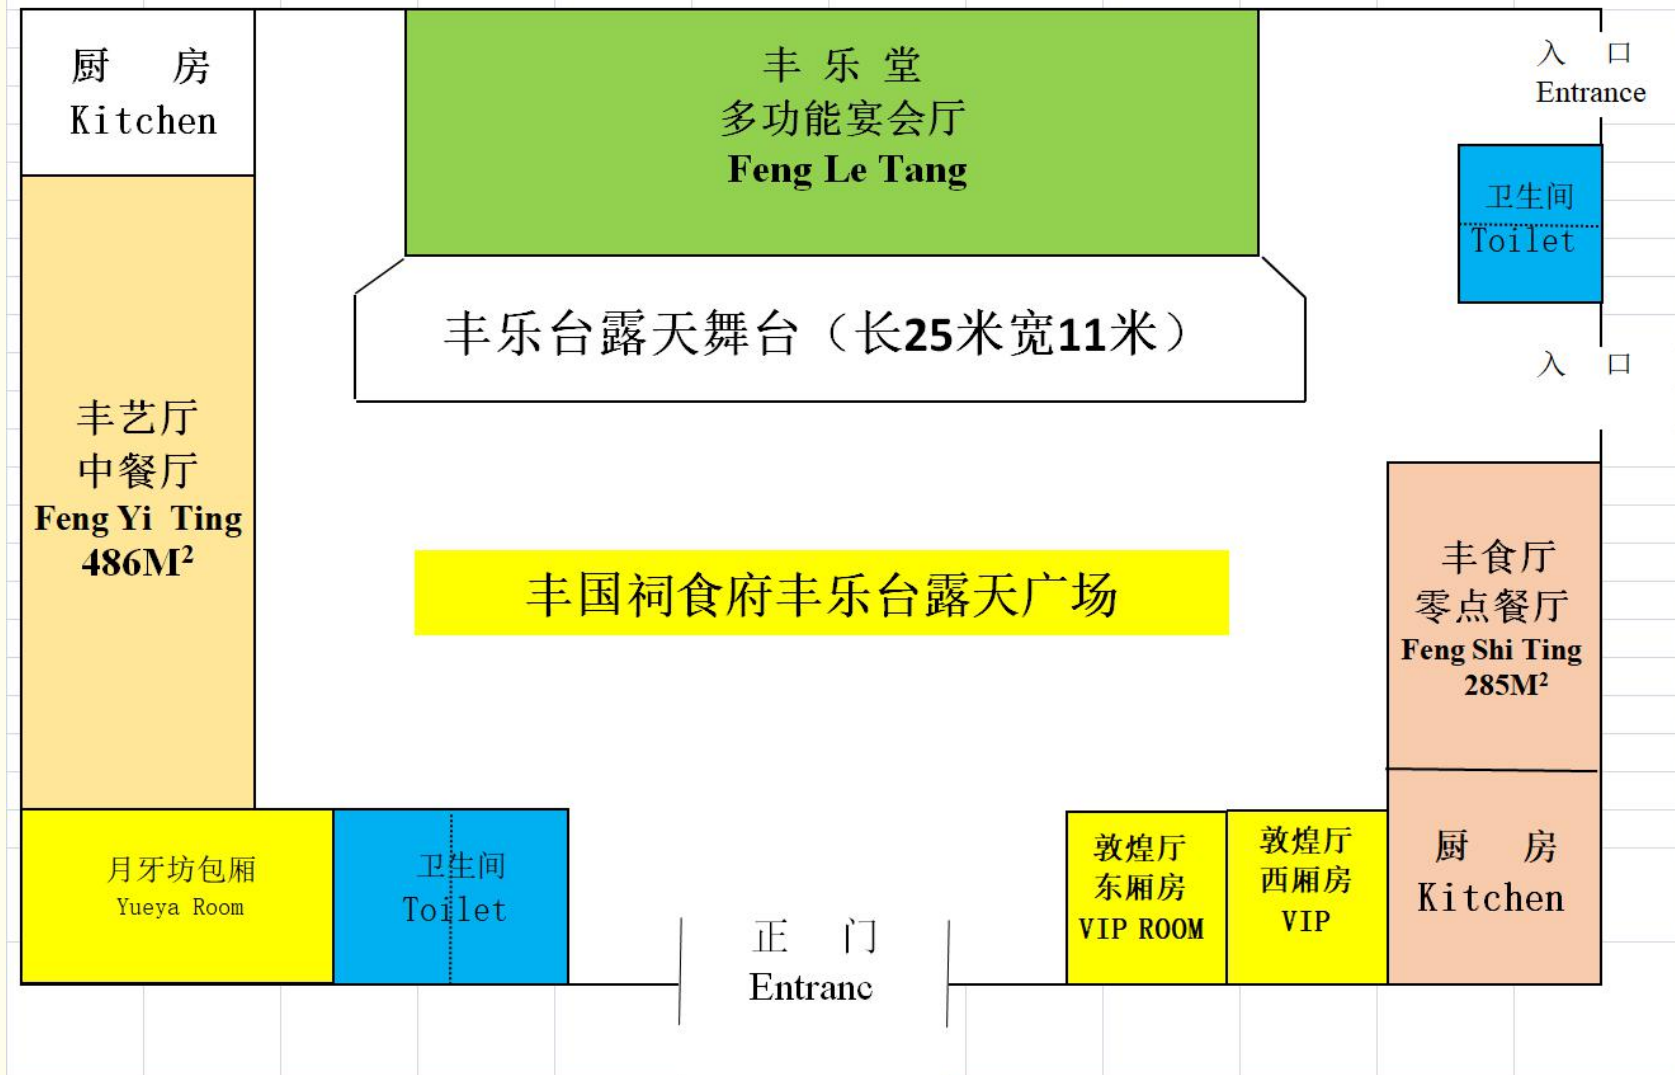 厨 房
Kitchen
丰 乐 堂
多功能宴会厅
Feng Le Tang
入 口
Entrance
卫生间
Toilet
丰乐台露天舞台（长25米宽11米）
入 口
丰艺厅
中餐厅
Feng Yi Ting
486M²
丰国祠食府丰乐台露天广场
丰食厅
零点餐厅
Feng Shi Ting
285M²
月牙坊包厢
Yueya Room
卫生间
Toilet
正 门
Entranc
敦煌厅
东厢房
VIP ROOM
敦煌厅
西厢房
VIP
厨 房
Kitchen